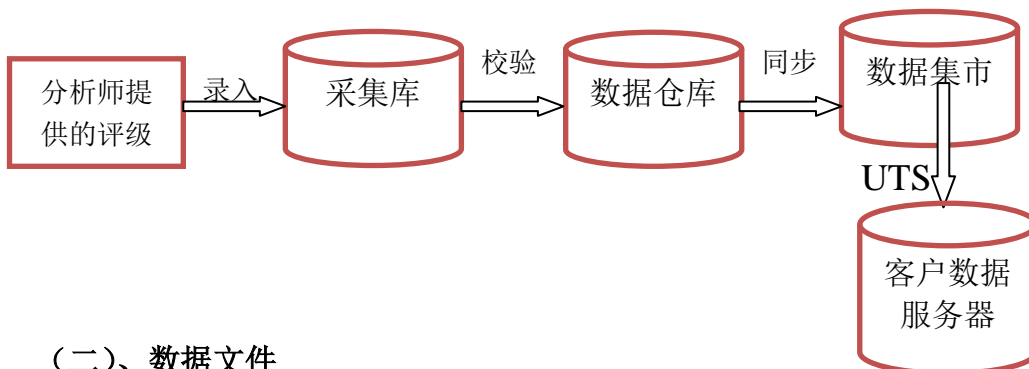 分析师提
供的评级
录入
采集库
校验
数据仓库
同步
数据集市
UTS
客户数据
服务器
（二）、数据文件